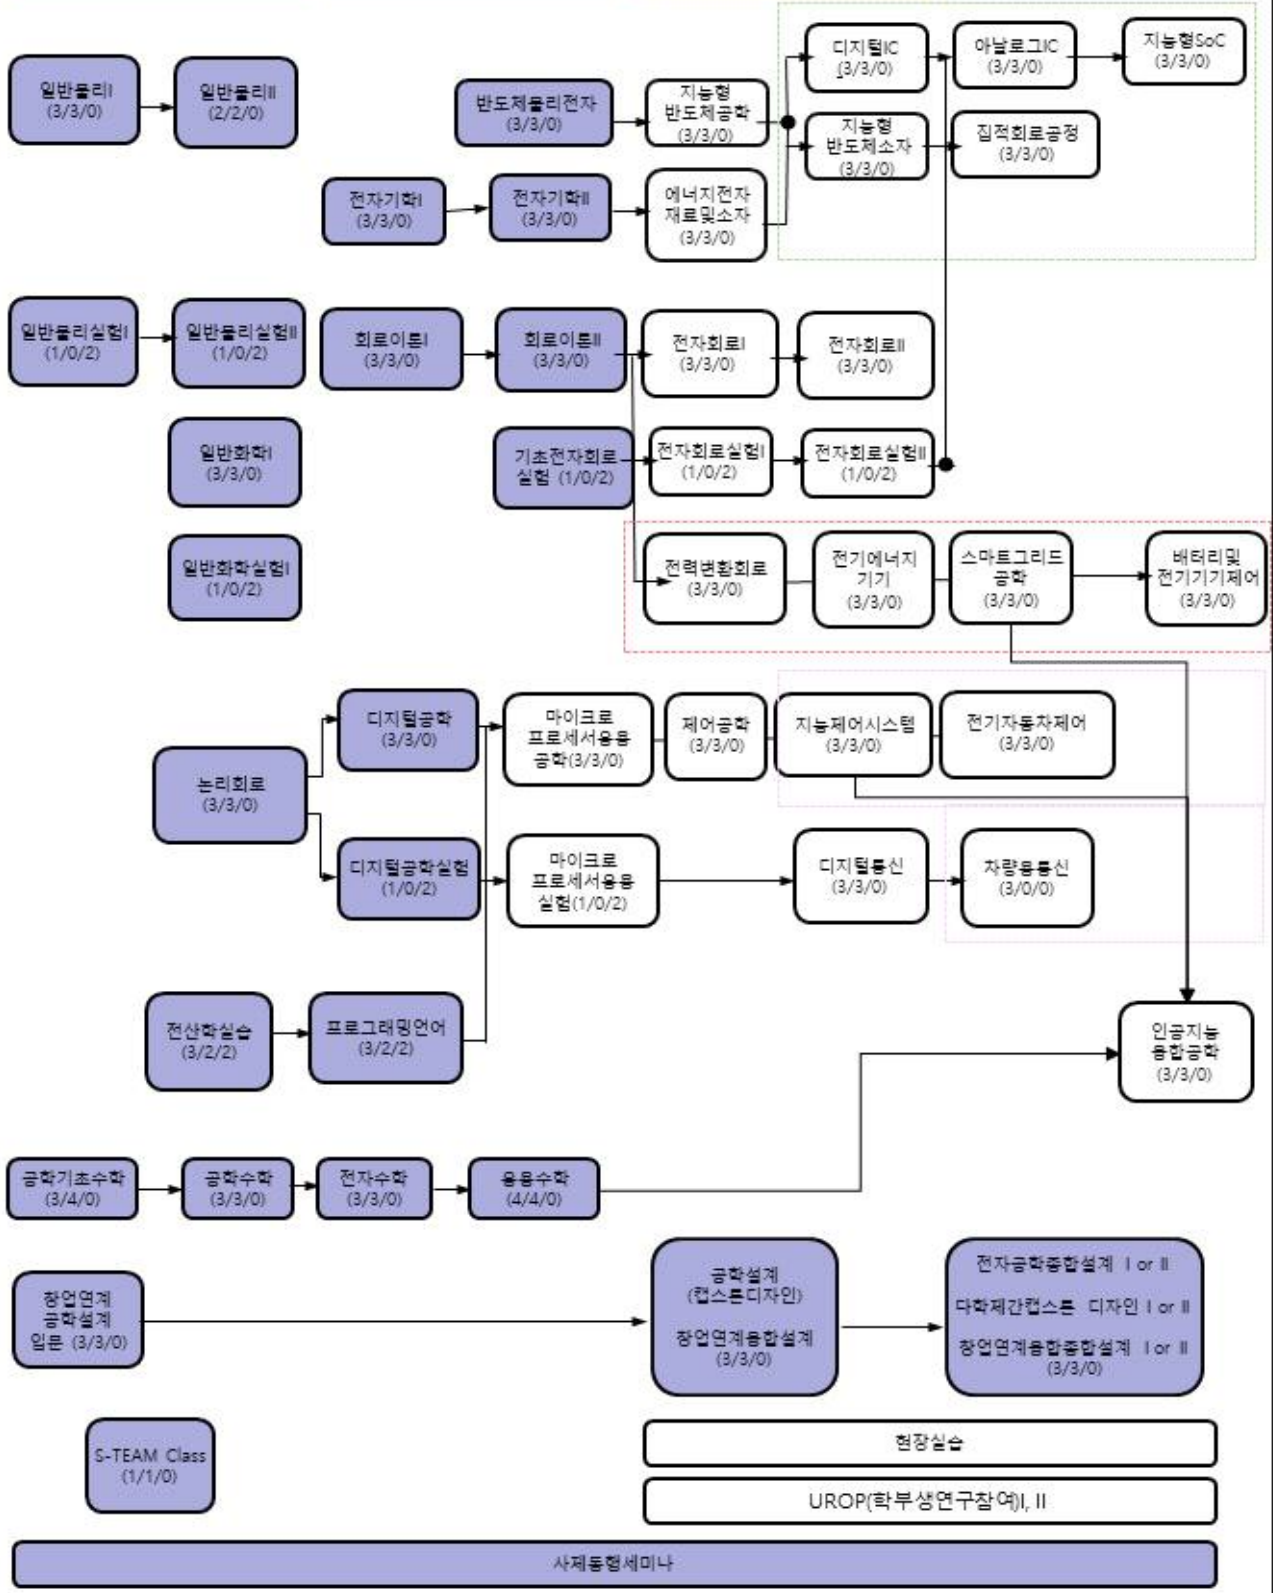 일반물리I
(3/3/0)
일반물리II
(2/2/0)
반도체물리전자
(3/3/0)
지능형
반도체공학
(3/3/0)
디지털IC
(3/3/0)
아날로그IC
(3/3/0)
지능형SoC
(3/3/0)
지능형
반도체소자
(3/3/0)
집적회로공정
(3/3/0)
전자기학I
(3/3/0)
전자기학II
(3/3/0)
에너지전자
재료및소자
(3/3/0)
일반물리실험I
(1/0/2)
일반물리실험II
(1/0/2)
회로이론I
(3/3/0)
회로이론II
(3/3/0)
전자회로I
(3/3/0)
전자회로II
(3/3/0)
일반화학I
(3/3/0)
기초전자회로
실험 (1/0/2)
전자회로실험I
(1/0/2)
전자회로실험II
(1/0/2)
일반화학실험I
(1/0/2)
전력변환회로
(3/3/0)
전기에너지
기기
(3/3/0)
스마트그리드
공학
(3/3/0)
배터리및
전기기기제어
(3/3/0)
논리회로
(3/3/0)
디지털공학
(3/3/0)
마이크로
프로세서응용
공학(3/3/0)
제어공학
(3/3/0)
지능제어시스템
(3/3/0)
전기자동차제어
(3/3/0)
디지털공학실험
(1/0/2)
마이크로
프로세서응용
실험(1/0/2)
디지털통신
(3/3/0)
차량용통신
(3/0/0)
전산학실습
(3/2/2)
프로그래밍언어
(3/2/2)
인공지능
융합공학
(3/3/0)
공학기초수학
(3/4/0)
공학수학
(3/3/0)
전자수학
(3/3/0)
응용수학
(4/4/0)
창업연계
공학설계
입문 (3/3/0)
공학설계
(캡스톤디자인)
창업연계융합설계
(3/3/0)
전자공학종합설계 I or II
다학제간캡스톤 디자인 I or II
창업연계융합종합설계 I or II
(3/3/0)
S-TEAM Class
(1/1/0)
현장실습
UROP(학부생연구참여)I, II
사제동행세미나